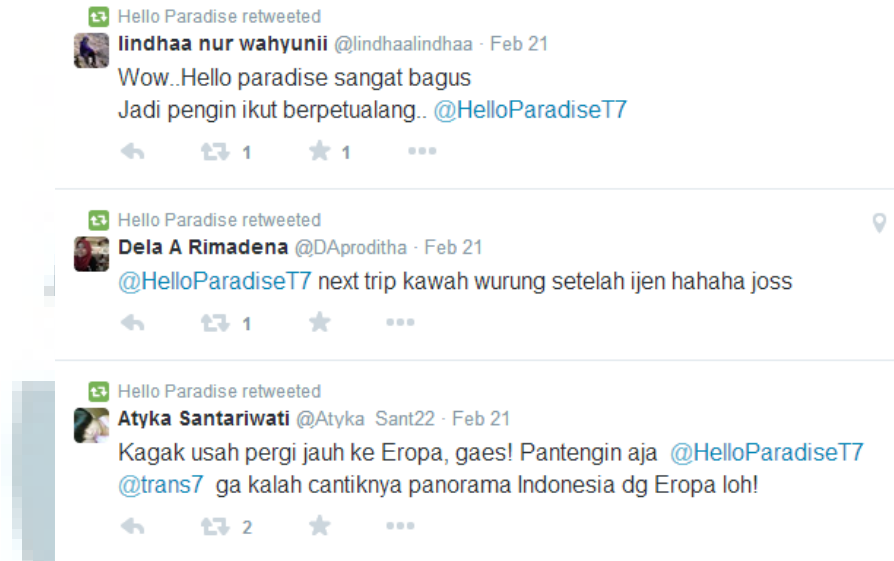 Hello Paradise retweeted
lindhaa nur wahyunii @lindhaalindhaa · Feb 21
Wow..Hello paradise sangat bagus
Jadi pengin ikut berpetualang.. @HelloParadiseT7
1 1
Hello Paradise retweeted
Dela A Rimadena @DAproditha · Feb 21
@HelloParadiseT7 next trip kawah wurung setelah ijen hahaha joss
1
Hello Paradise retweeted
Atyka Santariwati @Atyka_Sant22 · Feb 21
Kagak usah pergi jauh ke Eropa, gaes! Pantengin aja @HelloParadiseT7
@trans7 ga kalah cantiknya panorama Indonesia dg Eropa loh!
2